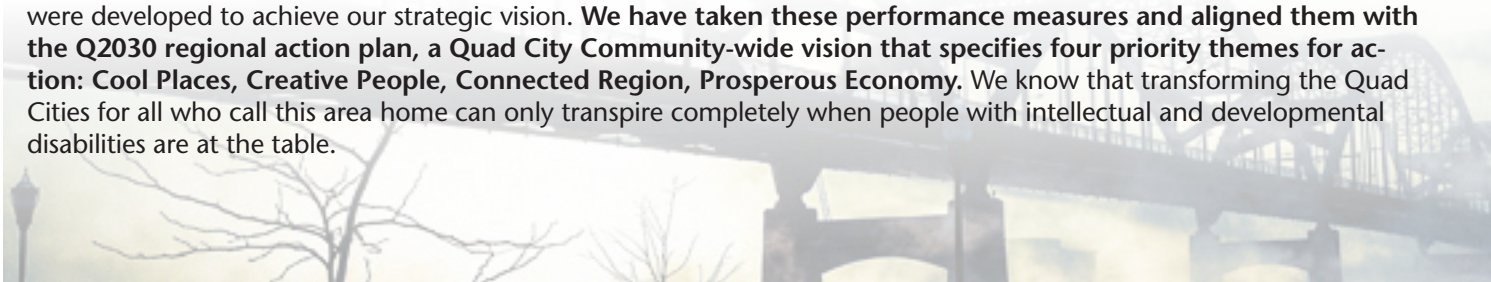 were developed to achieve our strategic vision. We have taken these performance measures and aligned them with
the Q2030 regional action plan, a Quad City Community-wide vision that specifies four priority themes for ac-
tion: Cool Places, Creative People, Connected Region, Prosperous Economy. We know that transforming the Quad
Cities for all who call this area home can only transpire completely when people with intellectual and developmental
disabilities are at the table.